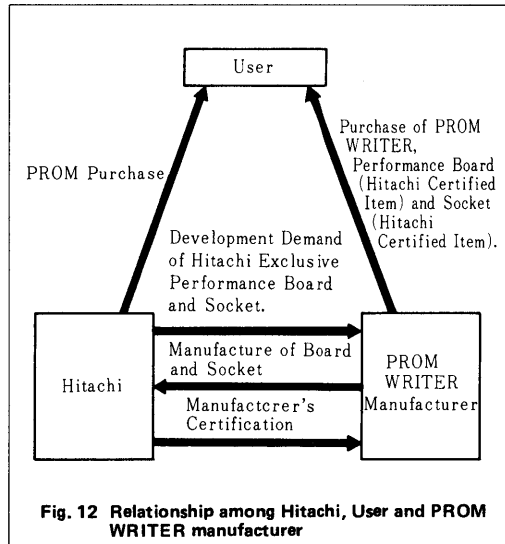 User
PROM Purchase
Purchase of PROM
WRITER,
Performance Board
(Hitachi Certified
Item) and Socket
(Hitachi
Certified Item).
Development Demand
of Hitachi Exclusive
Performance Board
and Socket.
Hitachi
Manufacture of Board
and Socket
Manufactcrer's
Certification
PROM
WRITER
Manufacturer
Fig. 12 Relationship among Hitachi, User and PROM
WRITER manufacturer